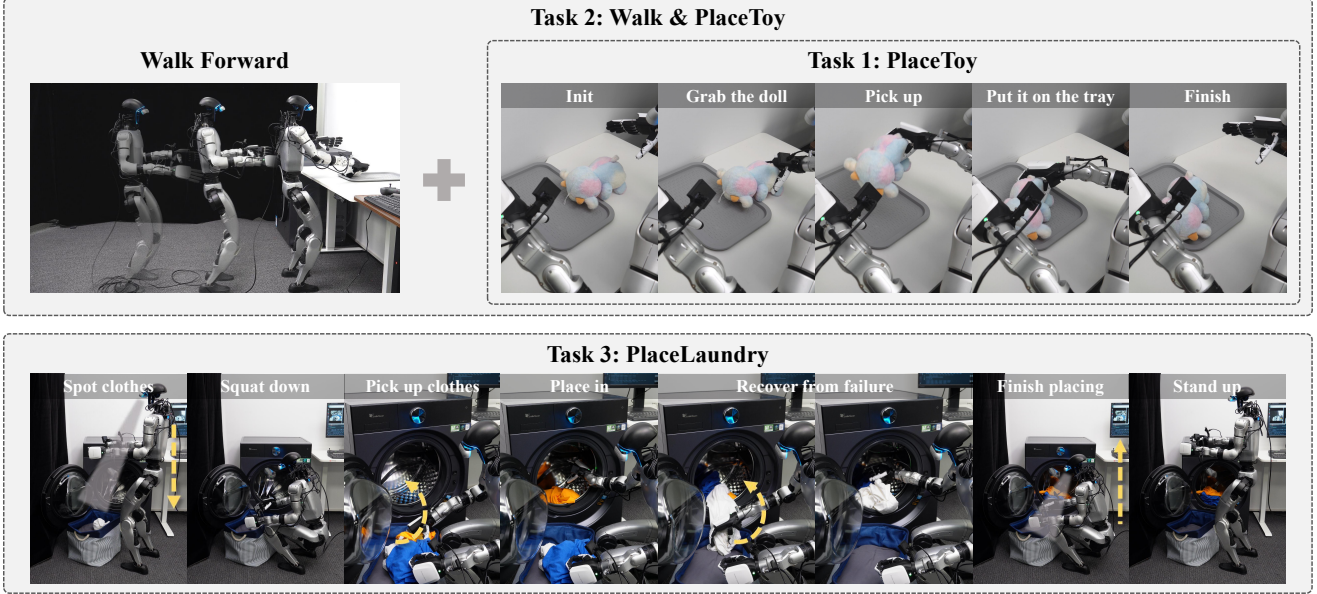 Task 2: Walk & PlaceToy
Walk Forward
Task 1: PlaceToy
Init
Grab the doll
Pick up
Put it on the tray
Finish
Task 3: PlaceLaundry
Spot clothes
Squat down
Pick up clothes
Place in
Recover from failure
Finish placing
Stand up